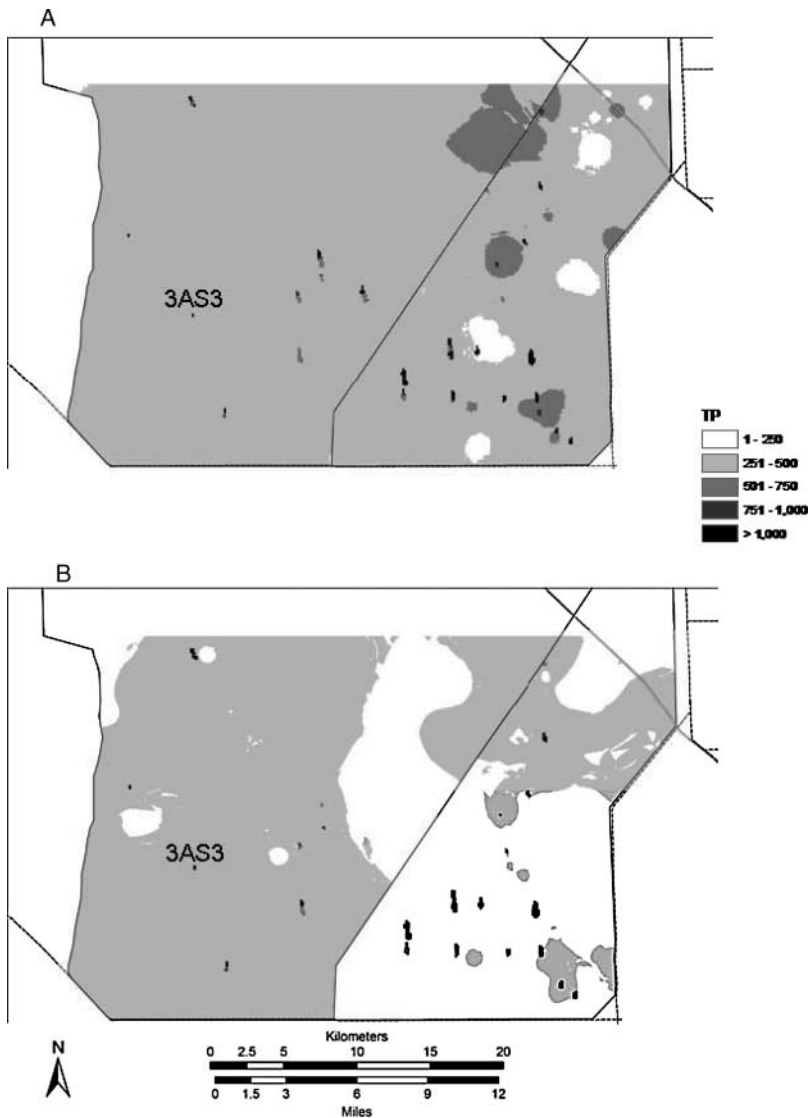 A
3AS3
TP
1 - 250
251 - 500
501 - 750
751 - 1,000
> 1,000
B
3AS3
N
Kilometers
0 2.5 5 10 15 20
0 1.5 3 6 9 12
Miles